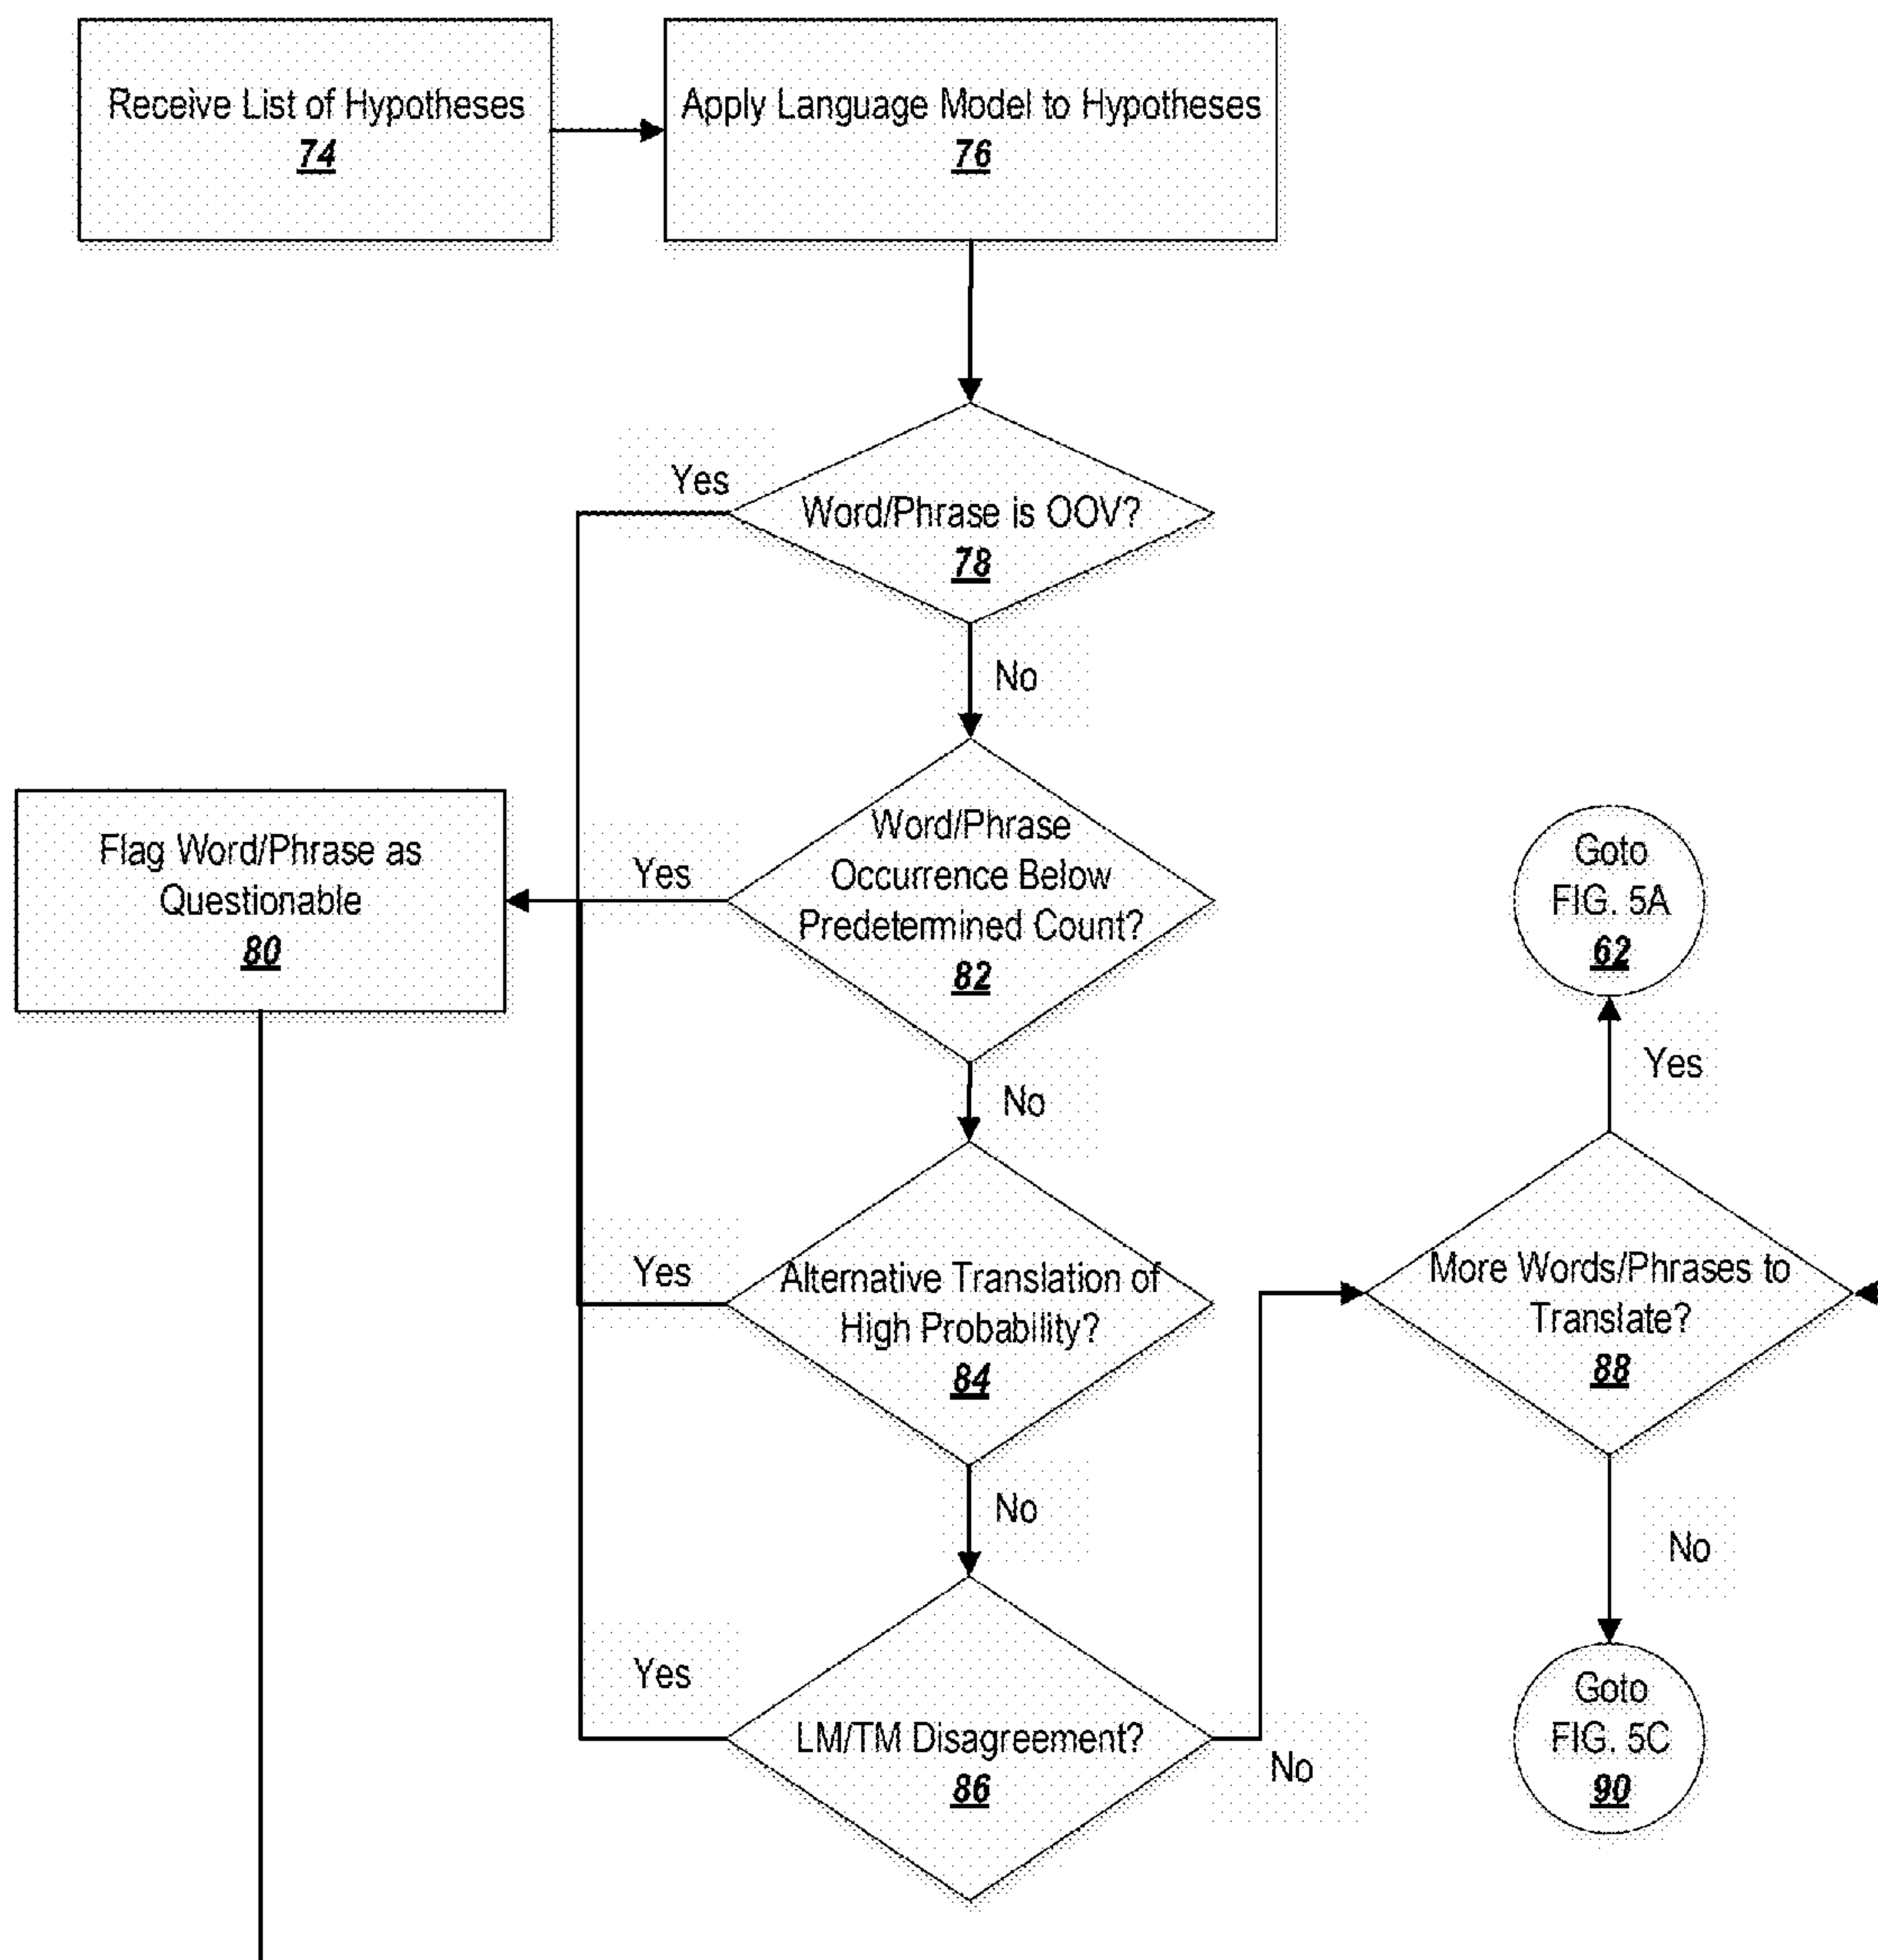 Receive List of Hypotheses
74
Apply Language Model to Hypotheses
76
Yes
Word/Phrase is OOV?
78
No
Flag Word/Phrase as
Questionable
80
Yes
Word/Phrase
Occurrence Below
Predetermined Count?
82
No
Goto
FIG. 5A
62
Yes
Yes
Alternative Translation of
High Probability?
84
No
More Words/Phrases to
Translate?
88
No
Yes
LM/TM Disagreement?
86
No
Goto
FIG. 5C
90